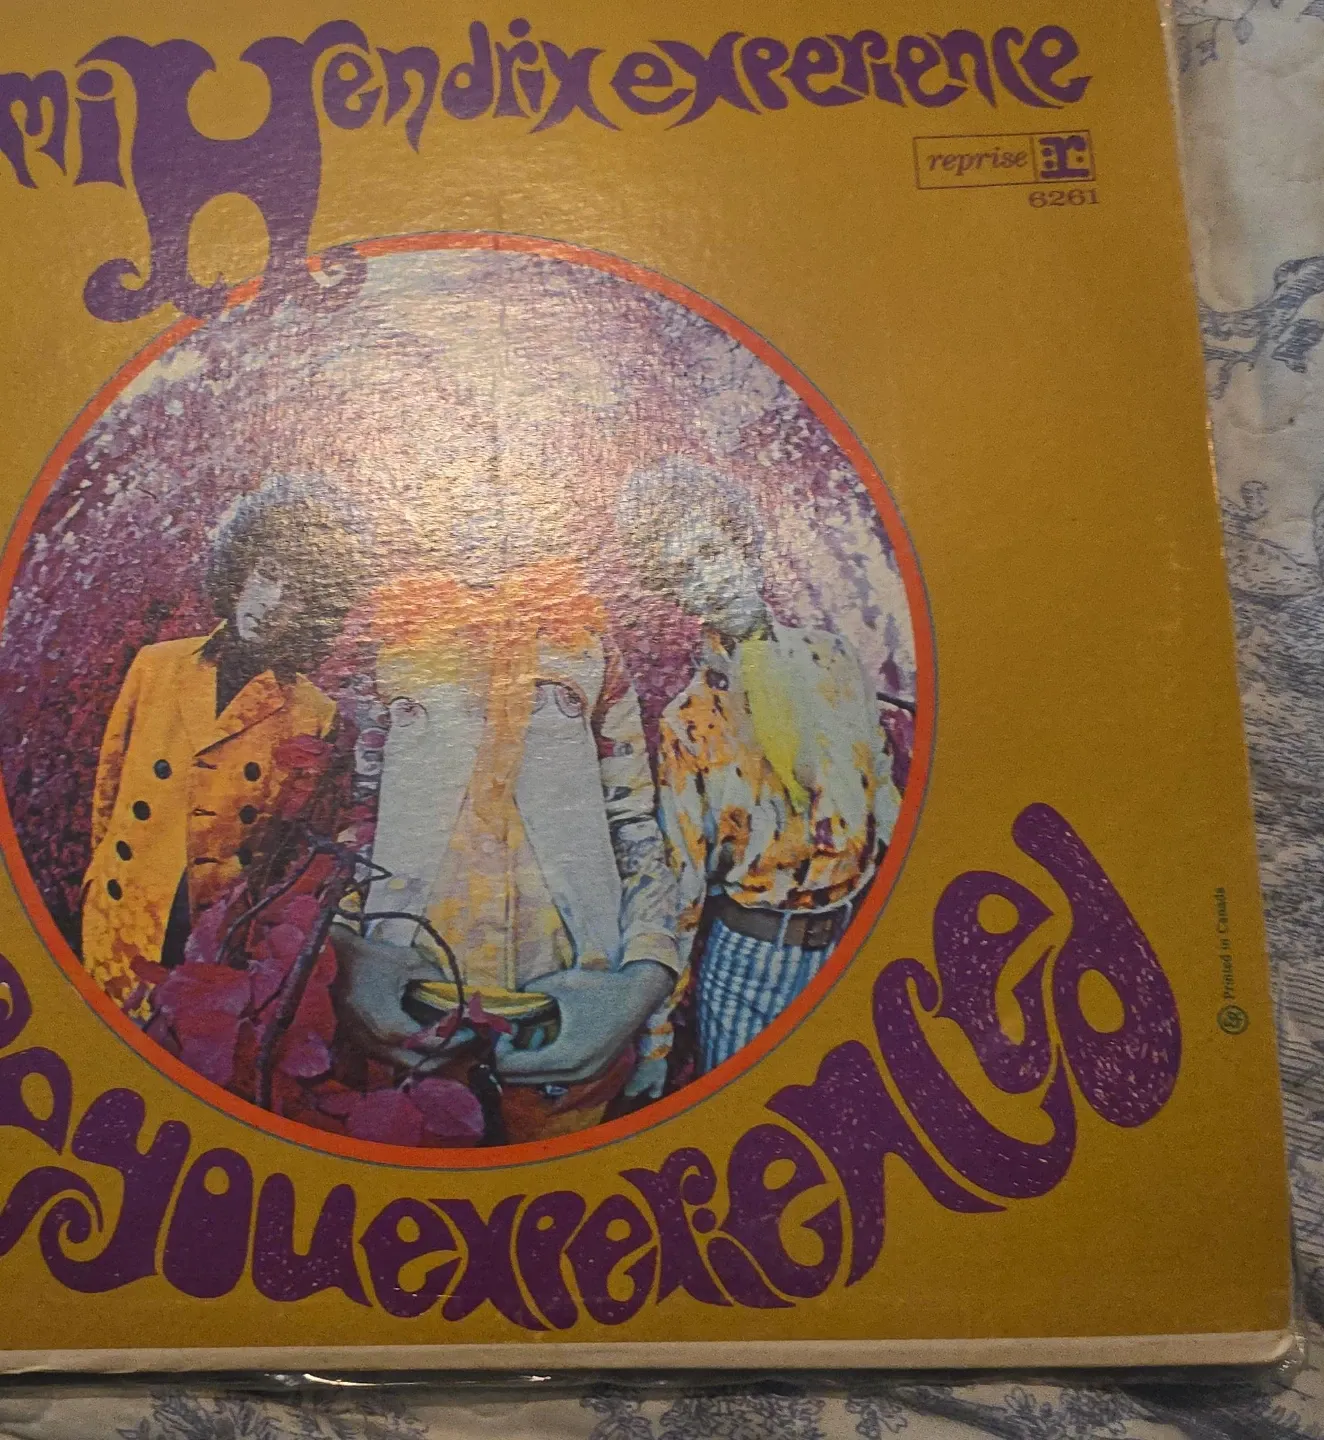 mi Hendrix experience
reprise r:
6261
you experienced
Printed in Canada